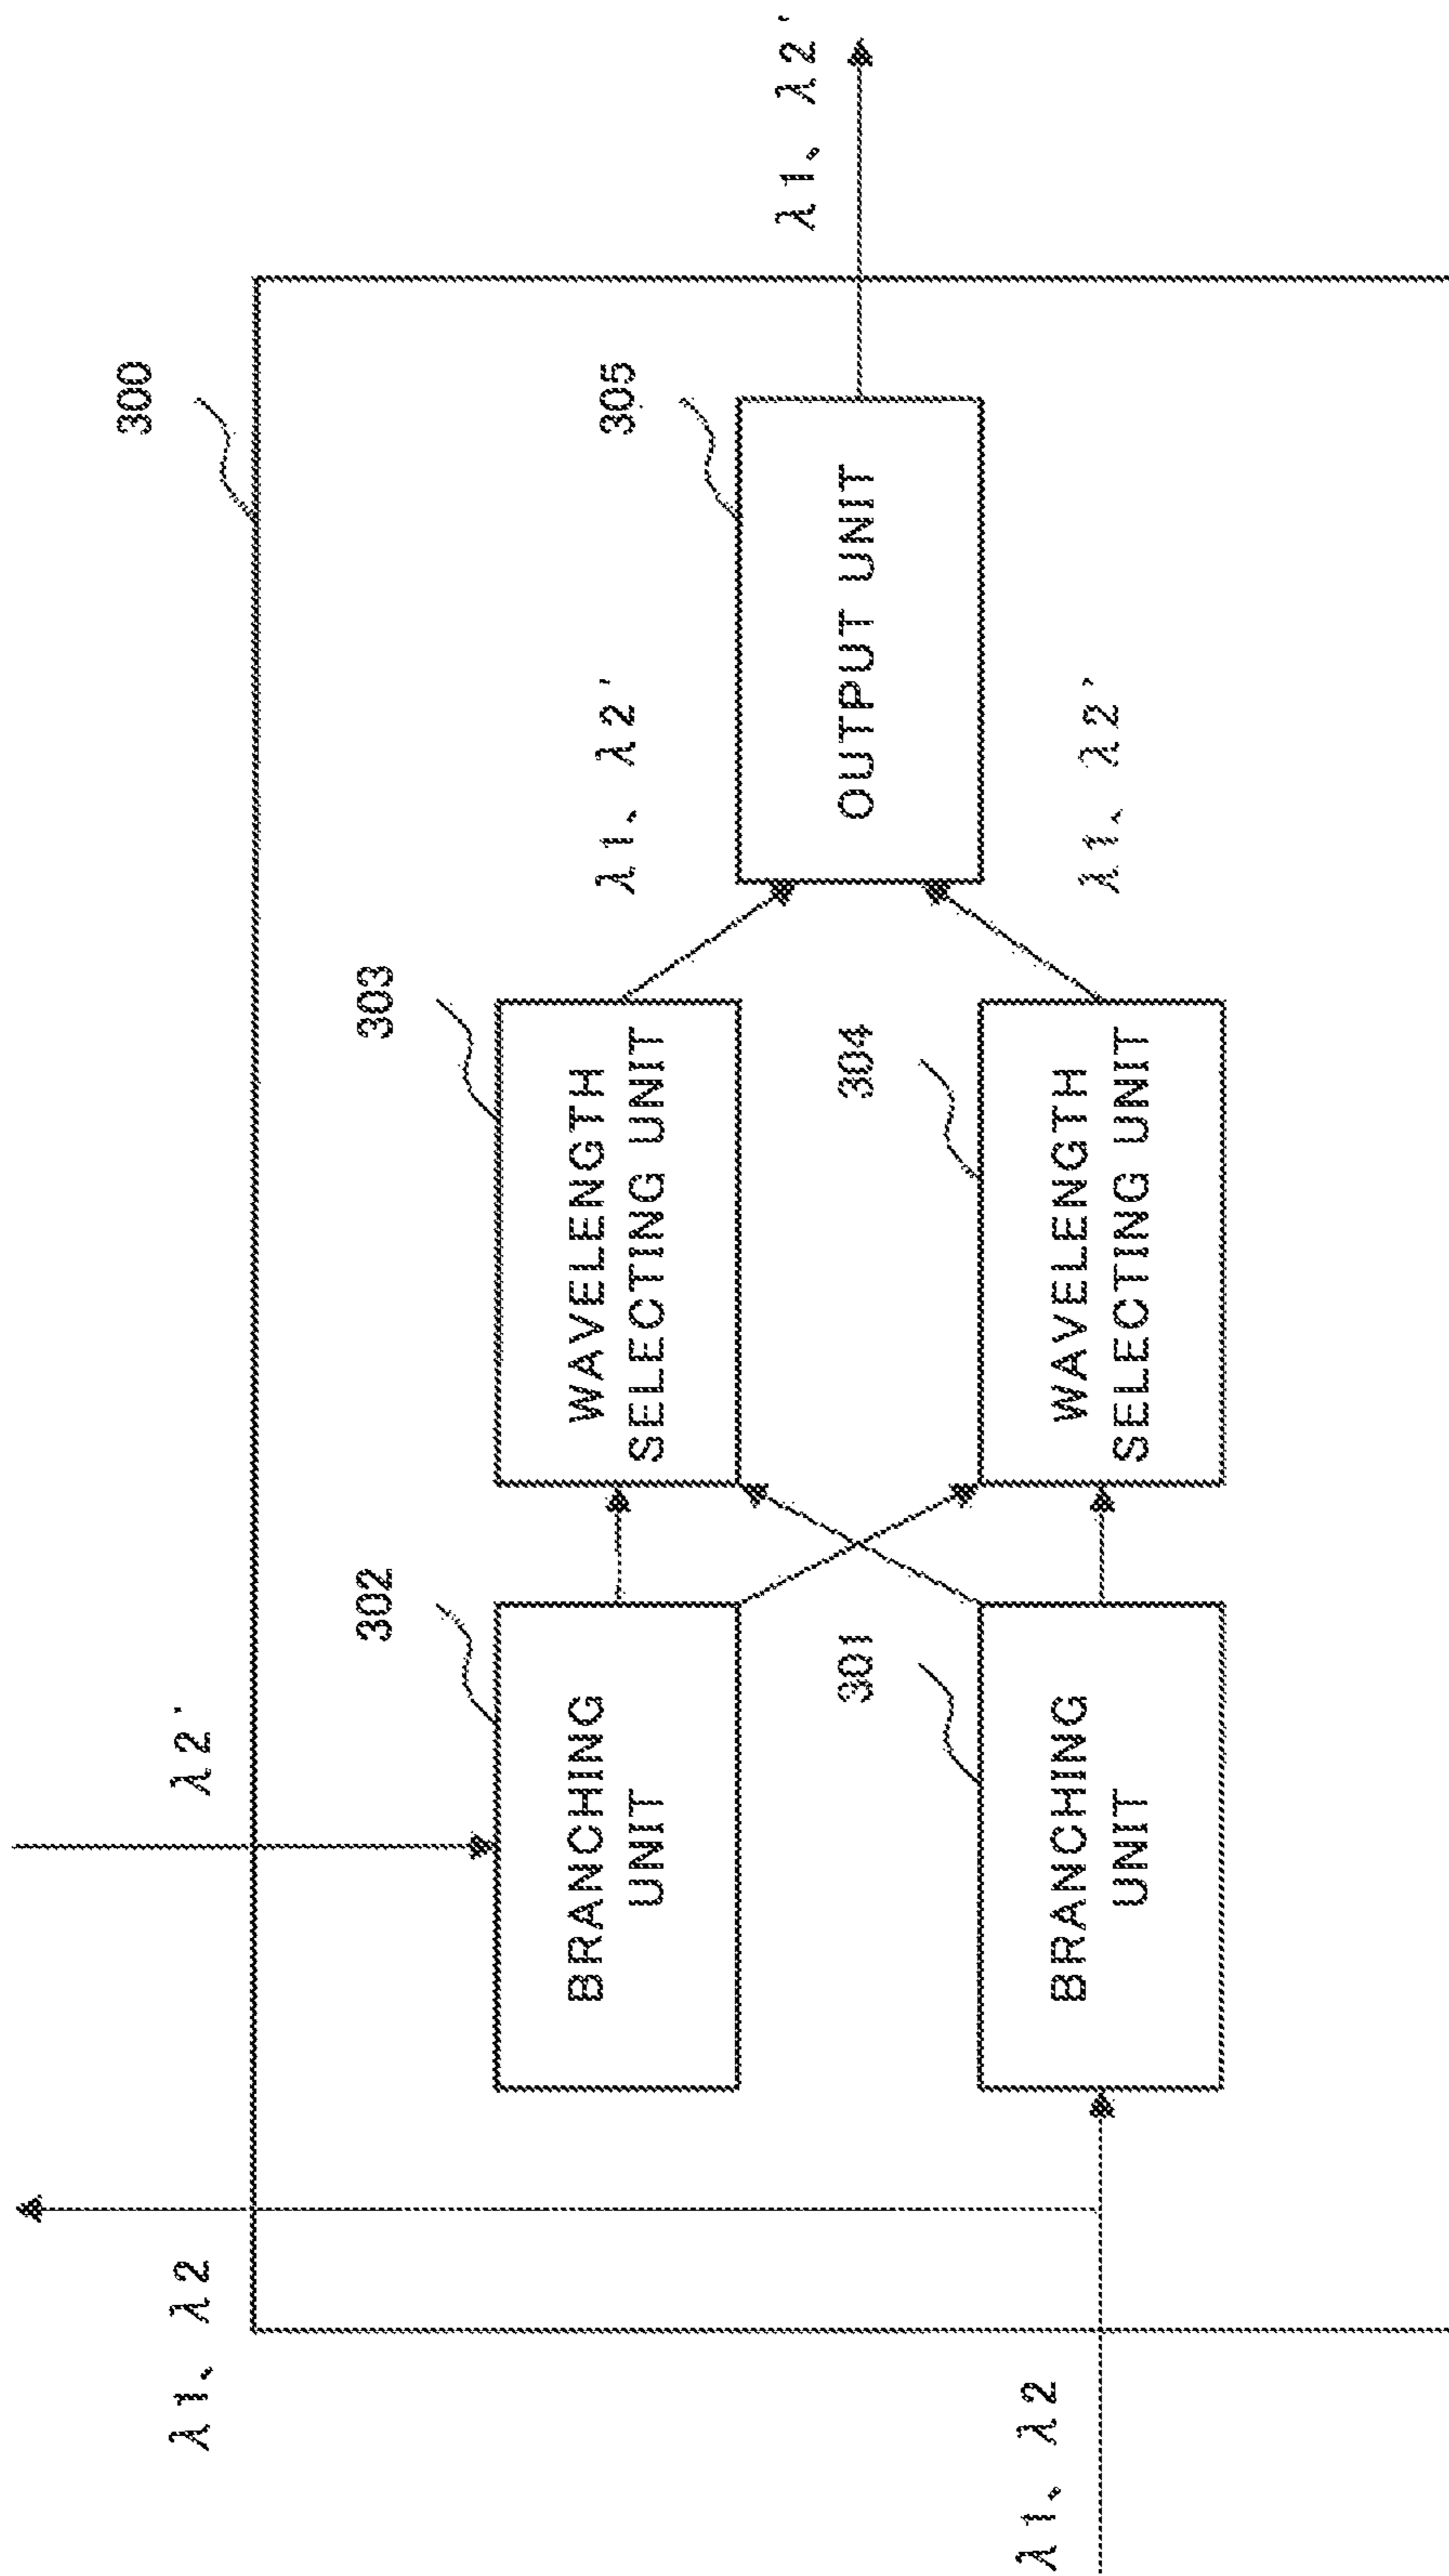 300
λ2'
λ1、λ2
302
303
305
BRANCHING
UNIT
WAVELENGTH
SELECTING UNIT
λ1、λ2'
λ1、λ2'
OUTPUT UNIT
301
304
λ1、λ2
BRANCHING
UNIT
WAVELENGTH
SELECTING UNIT
λ1、λ2'